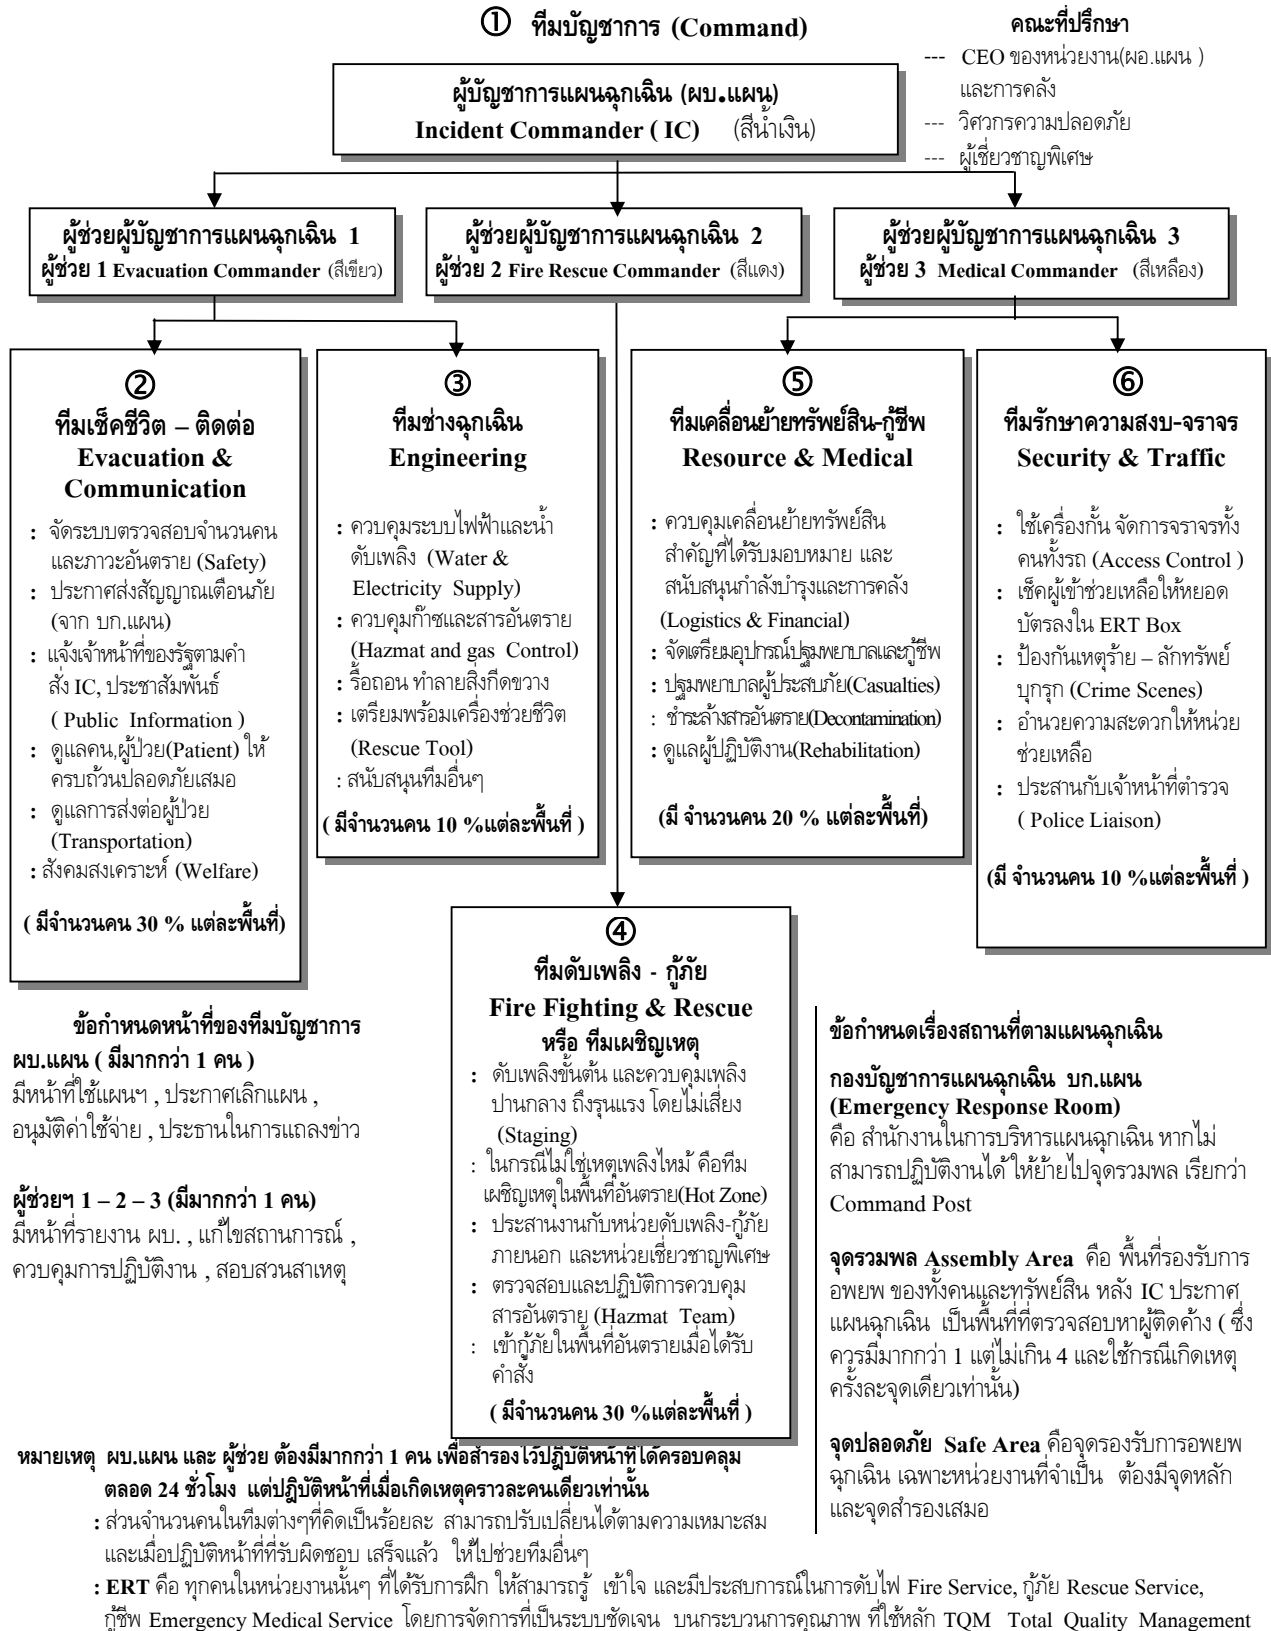 ① ทีมบัญชาการ (Command)
ผู้บัญชาการแผนฉุกเฉิน (ผบ.แผน)
Incident Commander ( IC) (สีน้ำเงิน)
คณะที่ปรึกษา
--- CEO ของหน่วยงาน(ผอ.แผน )
และการคลัง
--- วิศวกรความปลอดภัย
--- ผู้เชี่ยวชาญพิเศษ
ผู้ช่วยผู้บัญชาการแผนฉุกเฉิน 1
ผู้ช่วย 1 Evacuation Commander (สีเขียว)
ผู้ช่วยผู้บัญชาการแผนฉุกเฉิน 2
ผู้ช่วย 2 Fire Rescue Commander (สีแดง)
ผู้ช่วยผู้บัญชาการแผนฉุกเฉิน 3
ผู้ช่วย 3 Medical Commander (สีเหลือง)
②
ทีมเช็คชีวิต – ติดต่อ
Evacuation &
Communication
: จัดระบบตรวจสอบจำนวนคน
และภาวะอันตราย (Safety)
: ประกาศส่งสัญญาณเตือนภัย
(จาก บก.แผน)
: แจ้งเจ้าหน้าที่ของรัฐตามคำ
สั่ง IC, ประชาสัมพันธ์
( Public Information )
: ดูแลคน,ผู้ป่วย(Patient) ให้
ครบถ้วนปลอดภัยเสมอ
: ดูแลการส่งต่อผู้ป่วย
(Transportation)
: สังคมสงเคราะห์ (Welfare)
( มีจำนวนคน 30 % แต่ละพื้นที่)
③
ทีมช่างฉุกเฉิน
Engineering
: ควบคุมระบบไฟฟ้าและน้ำ
ดับเพลิง (Water &
Electricity Supply)
: ควบคุมก๊าซและสารอันตราย
(Hazmat and gas Control)
: รื้อถอน ทำลายสิ่งกีดขวาง
: เตรียมพร้อมเครื่องช่วยชีวิต
(Rescue Tool)
: สนับสนุนทีมอื่นๆ
( มีจำนวนคน 10 %แต่ละพื้นที่ )
⑤
ทีมเคลื่อนย้ายทรัพย์สิน-กู้ชีพ
Resource & Medical
: ควบคุมเคลื่อนย้ายทรัพย์สิน
สำคัญที่ได้รับมอบหมาย และ
สนับสนุนกำลังบำรุงและการคลัง
(Logistics & Financial)
: จัดเตรียมอุปกรณ์ปฐมพยาบาลและกู้ชีพ
: ปฐมพยาบาลผู้ประสบภัย(Casualties)
: ชำระล้างสารอันตราย(Decontamination)
: ดูแลผู้ปฏิบัติงาน(Rehabilitation)
(มี จำนวนคน 20 % แต่ละพื้นที่)
⑥
ทีมรักษาความสงบ-จราจร
Security & Traffic
: ใช้เครื่องกั้น จัดการจราจรทั้ง
คนทั้งรถ (Access Control )
: เช็คผู้เข้าช่วยเหลือให้หยอด
บัตรลงใน ERT Box
: ป้องกันเหตุร้าย – ลักทรัพย์
บุกรุก (Crime Scenes)
: อำนวยความสะดวกให้หน่วย
ช่วยเหลือ
: ประสานกับเจ้าหน้าที่ตำรวจ
( Police Liaison)
(มี จำนวนคน 10 %แต่ละพื้นที่ )
④
ทีมดับเพลิง - กู้ภัย
Fire Fighting & Rescue
หรือ ทีมเผชิญเหตุ
: ดับเพลิงขั้นต้น และควบคุมเพลิง
ปานกลาง ถึงรุนแรง โดยไม่เสี่ยง
(Staging)
: ในกรณีไม่ใช่เหตุเพลิงไหม้ คือทีม
เผชิญเหตุในพื้นที่อันตราย(Hot Zone)
: ประสานงานกับหน่วยดับเพลิง-กู้ภัย
ภายนอก และหน่วยเชี่ยวชาญพิเศษ
: ตรวจสอบและปฏิบัติการควบคุม
สารอันตราย (Hazmat Team)
: เข้ากู้ภัยในพื้นที่อันตรายเมื่อได้รับ
คำสั่ง
( มีจำนวนคน 30 %แต่ละพื้นที่ )
ข้อกำหนดหน้าที่ของทีมบัญชาการ
ผบ.แผน ( มีมากกว่า 1 คน )
มีหน้าที่ใช้แผนฯ , ประกาศเลิกแผน ,
อนุมัติค่าใช้จ่าย , ประธานในการแถลงข่าว
ผู้ช่วยฯ 1 – 2 – 3 (มีมากกว่า 1 คน)
มีหน้าที่รายงาน ผบ. , แก้ไขสถานการณ์ ,
ควบคุมการปฏิบัติงาน , สอบสวนสาเหตุ
ข้อกำหนดเรื่องสถานที่ตามแผนฉุกเฉิน
กองบัญชาการแผนฉุกเฉิน บก.แผน
(Emergency Response Room)
คือ สำนักงานในการบริหารแผนฉุกเฉิน หากไม่
สามารถปฏิบัติงานได้ ให้ย้ายไปจุดรวมพล เรียกว่า
Command Post
จุดรวมพล Assembly Area คือ พื้นที่รองรับการ
อพยพ ของทั้งคนและทรัพย์สิน หลัง IC ประกาศ
แผนฉุกเฉิน เป็นพื้นที่ที่ตรวจสอบหาผู้ติดค้าง ( ซึ่ง
ควรมีมากกว่า 1 แต่ไม่เกิน 4 และใช้กรณีเกิดเหตุ
ครั้งละจุดเดียวเท่านั้น)
จุดปลอดภัย Safe Area คือจุดรองรับการอพยพ
ฉุกเฉิน เฉพาะหน่วยงานที่จำเป็น ต้องมีจุดหลัก
และจุดสำรองเสมอ
หมายเหตุ ผบ.แผน และ ผู้ช่วย ต้องมีมากกว่า 1 คน เพื่อสำรองไว้ปฎิบัติหน้าที่ได้ครอบคลุม
ตลอด 24 ชั่วโมง แต่ปฎิบัติหน้าที่เมื่อเกิดเหตุคราวละคนเดียวเท่านั้น
: ส่วนจำนวนคนในทีมต่างๆที่คิดเป็นร้อยละ สามารถปรับเปลี่ยนได้ตามความเหมาะสม
และเมื่อปฏิบัติหน้าที่ที่รับผิดชอบ เสร็จแล้ว ให้ไปช่วยทีมอื่นๆ
: ERT คือ ทุกคนในหน่วยงานนั้นๆ ที่ได้รับการฝึก ให้สามารถรู้ เข้าใจ และมีประสบการณ์ในการดับไฟ Fire Service, กู้ภัย Rescue Service,
กู้ชีพ Emergency Medical Service โดยการจัดการที่เป็นระบบชัดเจน บนกระบวนการคุณภาพ ที่ใช้หลัก TQM Total Quality Management